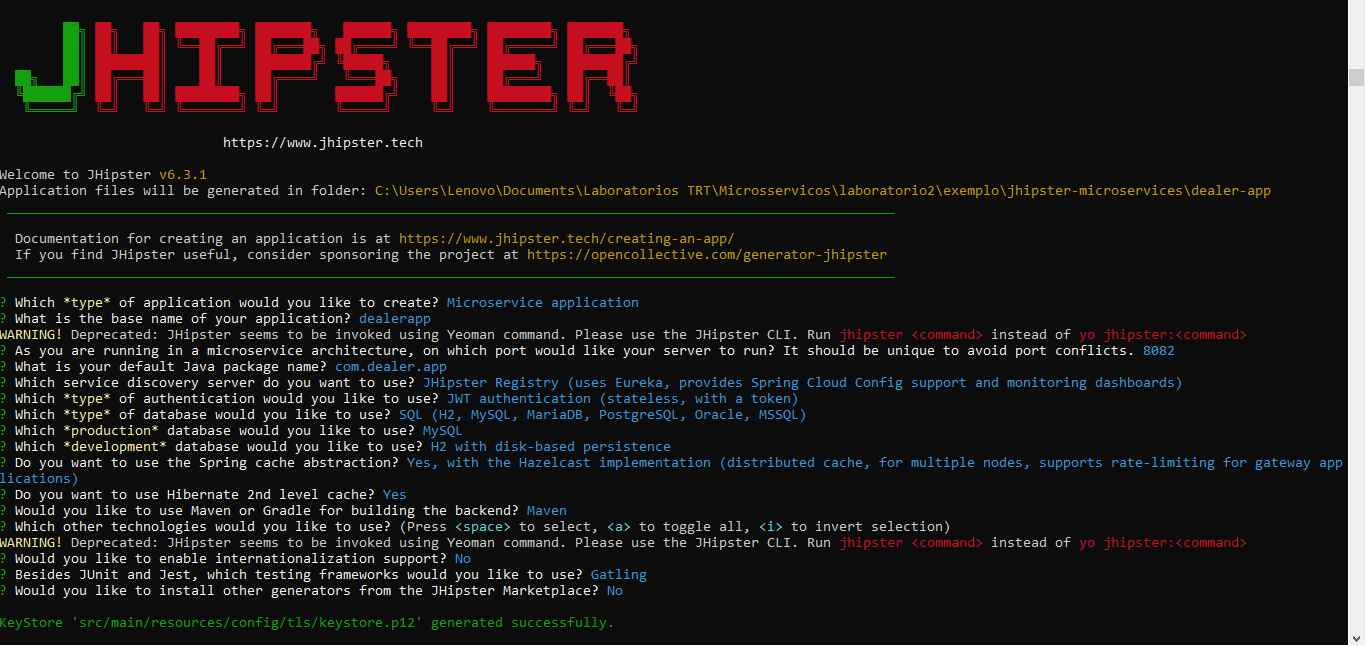 JHIPSTER
https://www.jhipster.tech
Welcome to JHipster v6.3.1
Application files will be generated in folder: C:\Users\Lenovo\Documents\Laboratorios TRT\Microsservicos\laboratorio2\exemplo\jhipster-microservices\dealer-app
Documentation for creating an application is at https://www.jhipster.tech/creating-an-app/
If you find JHipster useful, consider sponsoring the project at https://opencollective.com/generator-jhipster
? Which *type* of application would you like to create? Microservice application
? What is the base name of your application? dealerapp
WARNING! Deprecated: JHipster seems to be invoked using Yeoman command. Please use the JHipster CLI. Run jhipster <command> instead of yo jhipster:<command>
? As you are running in a microservice architecture, on which port would like your server to run? It should be unique to avoid port conflicts. 8082
? What is your default Java package name? com.dealer.app
? Which service discovery server do you want to use? JHipster Registry (uses Eureka, provides Spring Cloud Config support and monitoring dashboards)
? Which *type* of authentication would you like to use? JWT authentication (stateless, with a token)
? Which *type* of database would you like to use? SQL (H2, MySQL, MariaDB, PostgreSQL, Oracle, MSSQL)
? Which *production* database would you like to use? MySQL
? Which *development* database would you like to use? H2 with disk-based persistence
? Do you want to use the Spring cache abstraction? Yes, with the Hazelcast implementation (distributed cache, for multiple nodes, supports rate-limiting for gateway app
lications)
? Do you want to use Hibernate 2nd level cache? Yes
? Would you like to use Maven or Gradle for building the backend? Maven
? Which other technologies would you like to use? (Press <space> to select, <a> to toggle all, <i> to invert selection)
WARNING! Deprecated: JHipster seems to be invoked using Yeoman command. Please use the JHipster CLI. Run jhipster <command> instead of yo jhipster:<command>
? Would you like to enable internationalization support? No
? Besides JUnit and Jest, which testing frameworks would you like to use? Gatling
? Would you like to install other generators from the JHipster Marketplace? No
KeyStore 'src/main/resources/config/tls/keystore.p12' generated successfully.